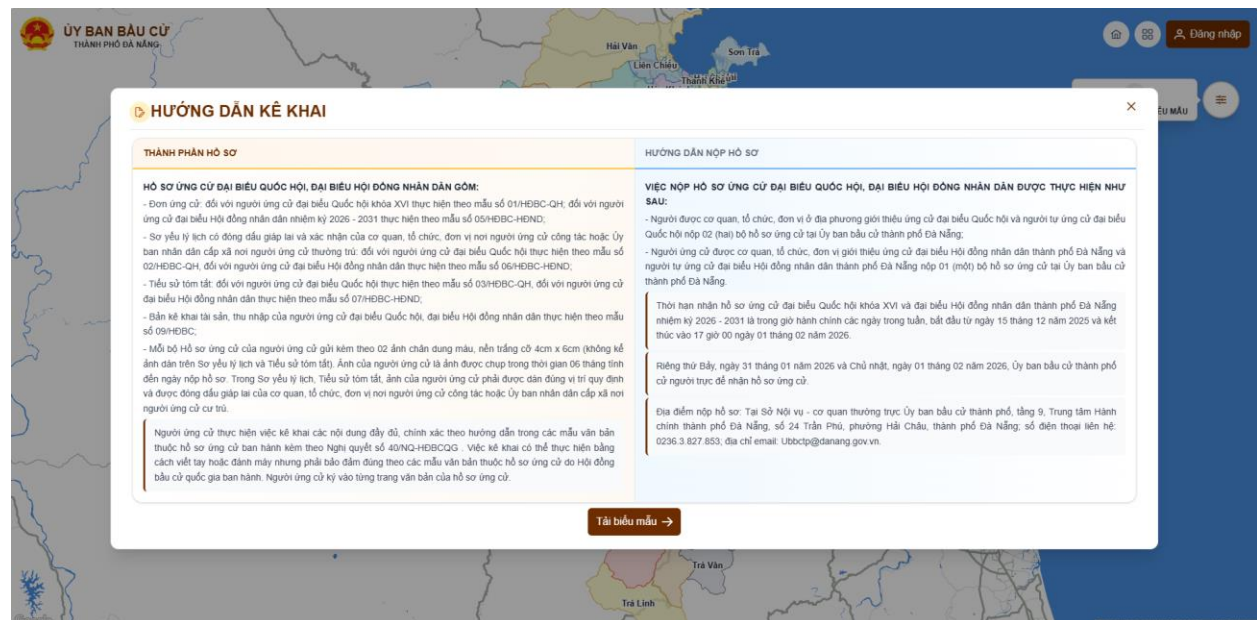 ỦY BAN BẦU CỬ
THÀNH PHỐ ĐÀ NẴNG
Hải Vân
Sơn Trà
Liên Chiểu
Thanh Khê
Đăng nhập
ỂU MẪU
HƯỚNG DẪN KÊ KHAI
THÀNH PHẦN HỒ SƠ
HỒ SƠ ỨNG CỬ ĐẠI BIỂU QUỐC HỘI, ĐẠI BIỂU HỘI ĐỒNG NHÂN DÂN GỒM:
- Đơn ứng cử: đối với người ứng cử đại biểu Quốc hội khóa XVI thực hiện theo mẫu số 01/HĐBC-QH; đối với người
ứng cử đại biểu Hội đồng nhân dân nhiệm kỳ 2026 - 2031 thực hiện theo mẫu số 05/HĐBC-HĐND;
- Sơ yếu lý lịch có đóng dấu giáp lai và xác nhận của cơ quan, tổ chức, đơn vị nơi người ứng cử công tác hoặc Ủy
ban nhân dân cấp xã nơi người ứng cử thường trú: đối với người ứng cử đại biểu Quốc hội thực hiện theo mẫu số
02/HĐBC-QH, đối với người ứng cử đại biểu Hội đồng nhân dân thực hiện theo mẫu số 06/HĐBC-HĐND;
- Tiểu sử tóm tắt: đối với người ứng cử đại biểu Quốc hội thực hiện theo mẫu số 03/HĐBC-QH, đối với người ứng cử
đại biểu Hội đồng nhân dân thực hiện theo mẫu số 07/HĐBC-HĐND;
- Bản kê khai tài sản, thu nhập của người ứng cử đại biểu Quốc hội, đại biểu Hội đồng nhân dân thực hiện theo mẫu
số 09/HĐBC;
- Mỗi bộ Hồ sơ ứng cử của người ứng cử gửi kèm theo 02 ảnh chân dung màu, nền trắng cỡ 4cm x 6cm (không kể
ảnh dán trên Sơ yếu lý lịch và Tiểu sử tóm tắt). Ảnh của người ứng cử là ảnh được chụp trong thời gian 06 tháng tính
đến ngày nộp hồ sơ. Trong Sơ yếu lý lịch, Tiểu sử tóm tắt, ảnh của người ứng cử phải được dán đúng vị trí quy định
và được đóng dấu giáp lai của cơ quan, tổ chức, đơn vị nơi người ứng cử công tác hoặc Ủy ban nhân dân cấp xã nơi
người ứng cử cư trú.
Người ứng cử thực hiện việc kê khai các nội dung đầy đủ, chính xác theo hướng dẫn trong các mẫu văn bản
thuộc hồ sơ ứng cử ban hành kèm theo Nghị quyết số 40/NQ-HĐBCQG . Việc kê khai có thể thực hiện bằng
cách viết tay hoặc đánh máy nhưng phải bảo đảm đúng theo các mẫu văn bản thuộc hồ sơ ứng cử do Hội đồng
bầu cử quốc gia ban hành. Người ứng cử ký vào từng trang văn bản của hồ sơ ứng cử.
HƯỚNG DẪN NỘP HỒ SƠ
VIỆC NỘP HỒ SƠ ỨNG CỬ ĐẠI BIỂU QUỐC HỘI, ĐẠI BIỂU HỘI ĐỒNG NHÂN DÂN ĐƯỢC THỰC HIỆN NHƯ
SAU:
- Người được cơ quan, tổ chức, đơn vị ở địa phương giới thiệu ứng cử đại biểu Quốc hội và người tự ứng cử đại biểu
Quốc hội nộp 02 (hai) bộ hồ sơ ứng cử tại Ủy ban bầu cử thành phố Đà Nẵng;
- Người ứng cử được cơ quan, tổ chức, đơn vị giới thiệu ứng cử đại biểu Hội đồng nhân dân thành phố Đà Nẵng và
người tự ứng cử đại biểu Hội đồng nhân dân thành phố Đà Nẵng nộp 01 (một) bộ hồ sơ ứng cử tại Ủy ban bầu cử
thành phố Đà Nẵng.
Thời hạn nhận hồ sơ ứng cử đại biểu Quốc hội khóa XVI và đại biểu Hội đồng nhân dân thành phố Đà Nẵng
nhiệm kỳ 2026 - 2031 là trong giờ hành chính các ngày trong tuần, bắt đầu từ ngày 15 tháng 12 năm 2025 và kết
thúc vào 17 giờ 00 ngày 01 tháng 02 năm 2026.
Riêng thứ Bảy, ngày 31 tháng 01 năm 2026 và Chủ nhật, ngày 01 tháng 02 năm 2026, Ủy ban bầu cử thành phố
cử người trực để nhận hồ sơ ứng cử.
Địa điểm nộp hồ sơ: Tại Sở Nội vụ - cơ quan thường trực Ủy ban bầu cử thành phố, tầng 9, Trung tâm Hành
chính thành phố Đà Nẵng, số 24 Trần Phú, phường Hải Châu, thành phố Đà Nẵng; số điện thoại liên hệ:
0236.3.827.853; địa chỉ email: Ubbctp@danang.gov.vn.
Tải biểu mẫu →
Trà Vân
Trà Linh